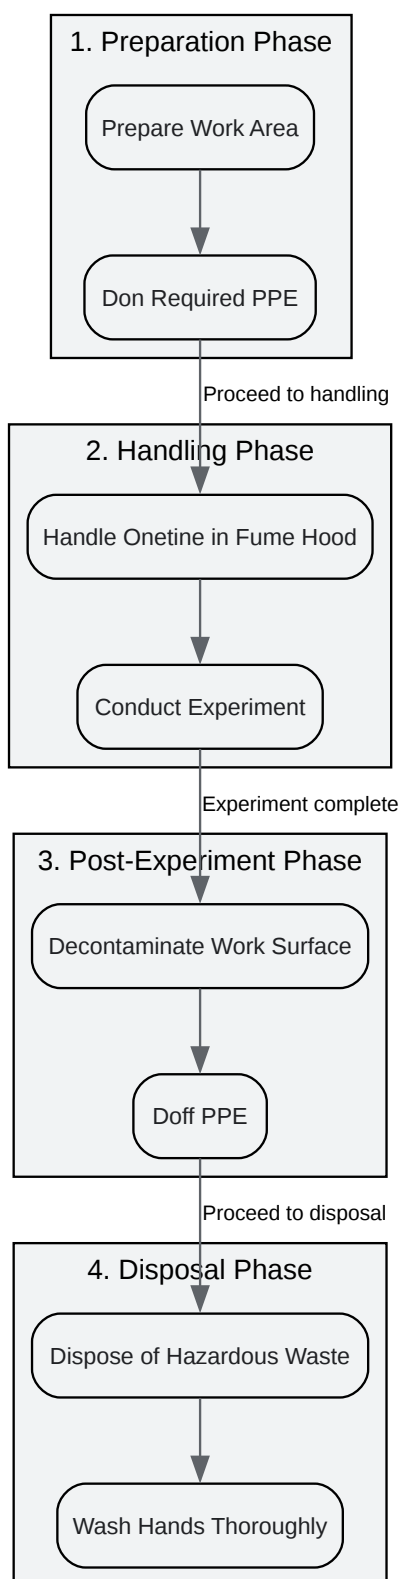 1. Preparation Phase
Prepare Work Area
Don Required PPE
Proceed to handling
2. Handling Phase
Handle Onetine in Fume Hood
Conduct Experiment
Experiment complete
3. Post-Experiment Phase
Decontaminate Work Surface
Doff PPE
Proceed to disposal
4. Disposal Phase
Dispose of Hazardous Waste
Wash Hands Thoroughly